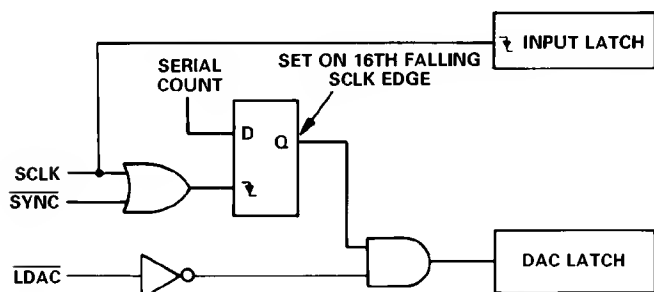 INPUT LATCH
SERIAL
COUNT
SET ON 16TH FALLING
SCLK EDGE
D
Q
SCLK
SYNC
LDAC
DAC LATCH